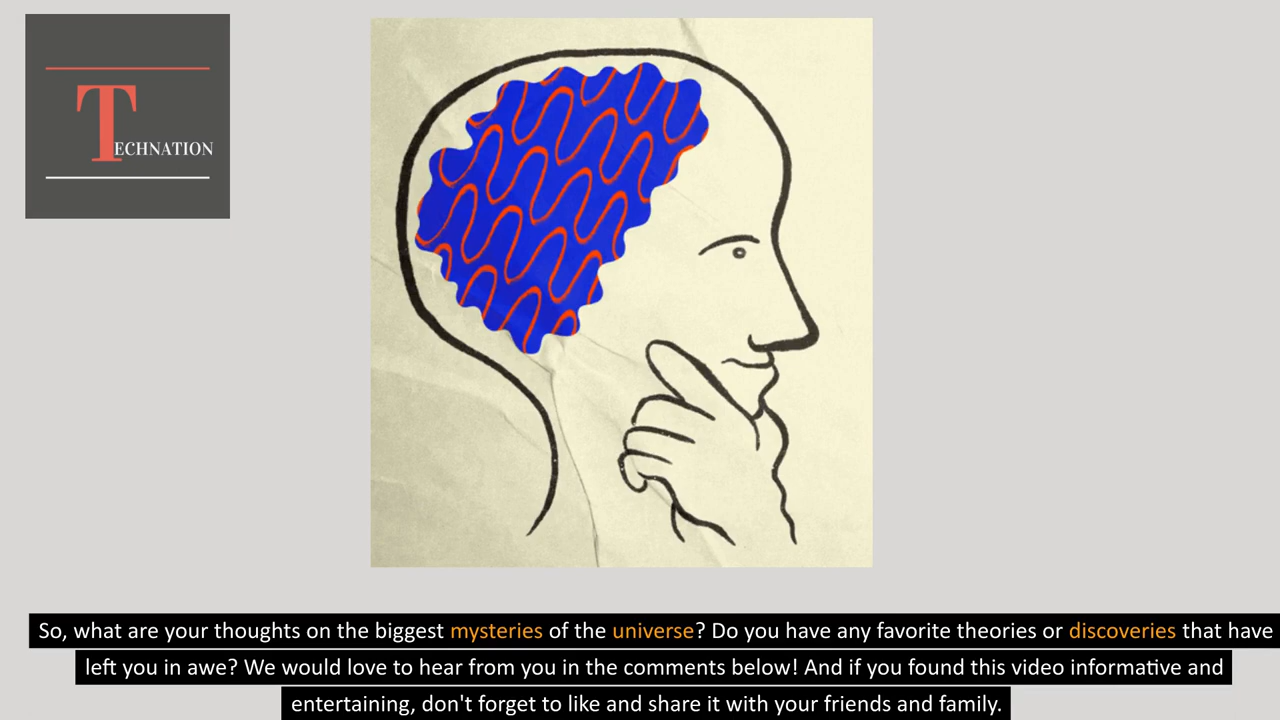 TECHNATION
So, what are your thoughts on the biggest mysteries of the universe? Do you have any favorite theories or discoveries that have
left you in awe? We would love to hear from you in the comments below! And if you found this video informative and
entertaining, don't forget to like and share it with your friends and family.